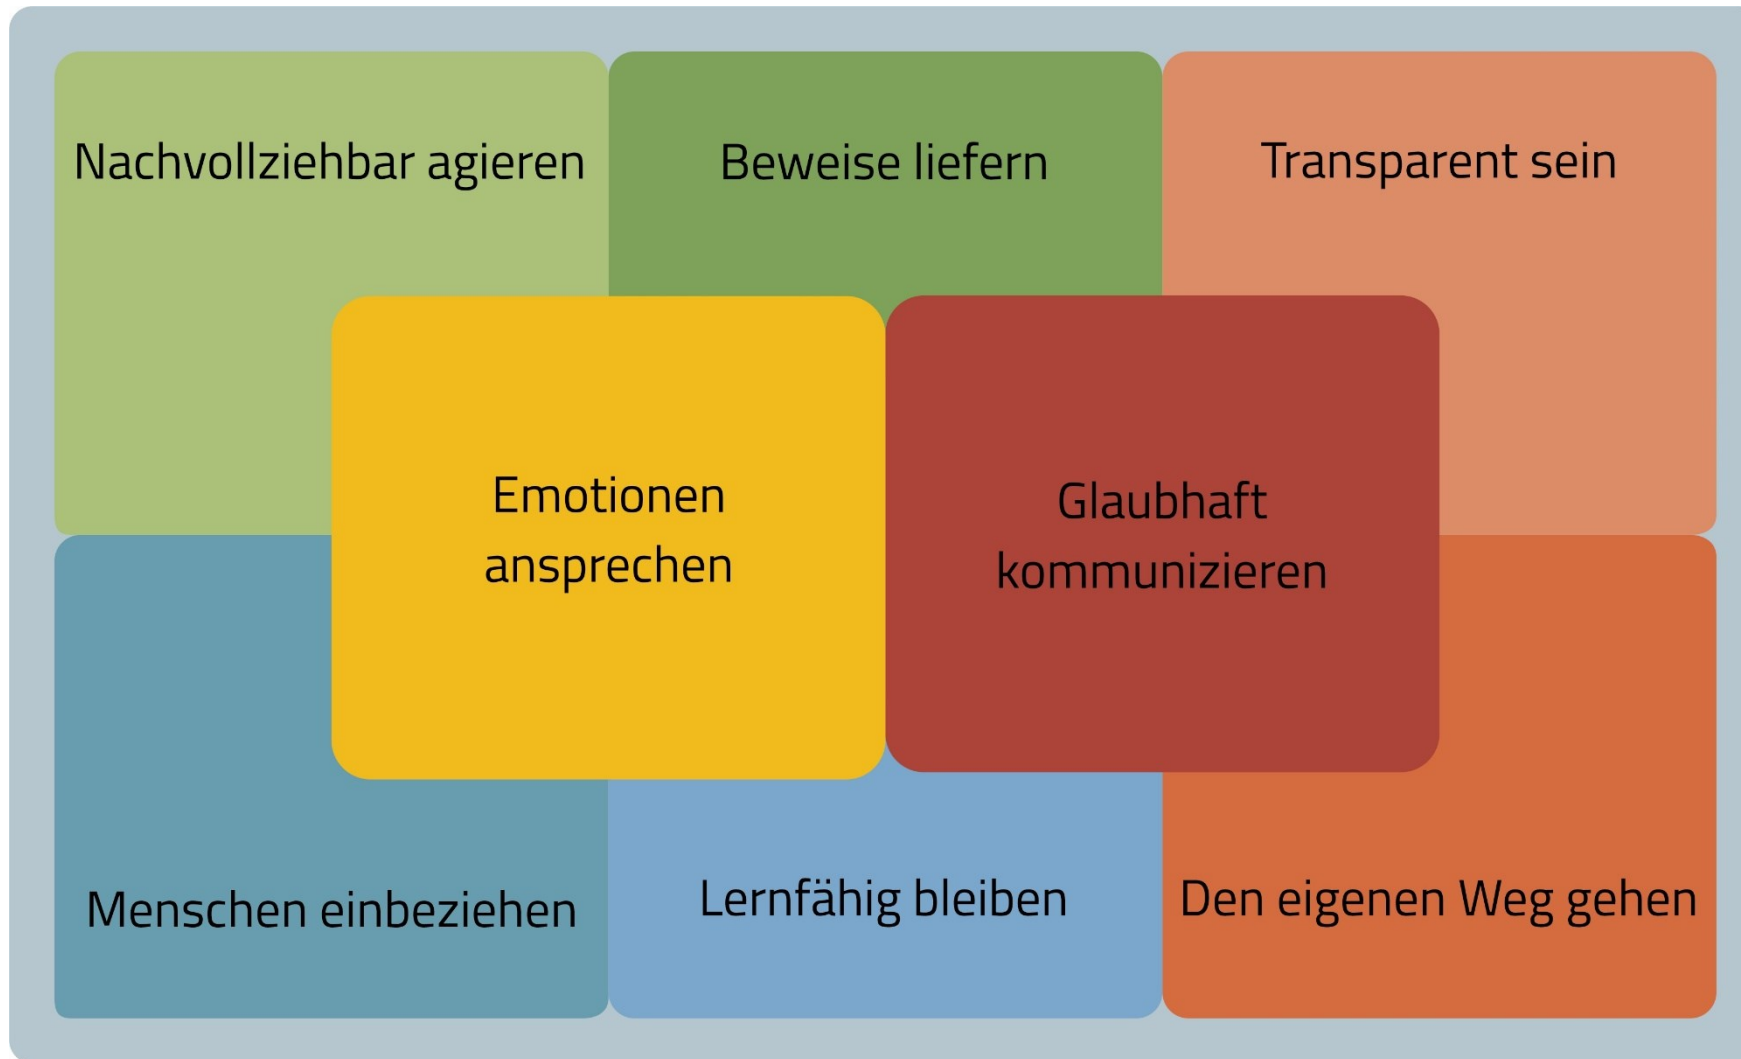 Nachvollziehbar agieren
Beweise liefern
Transparent sein
Emotionen
ansprechen
Glaubhaft
kommunizieren
Menschen einbeziehen
Lernfähig bleiben
Den eigenen Weg gehen